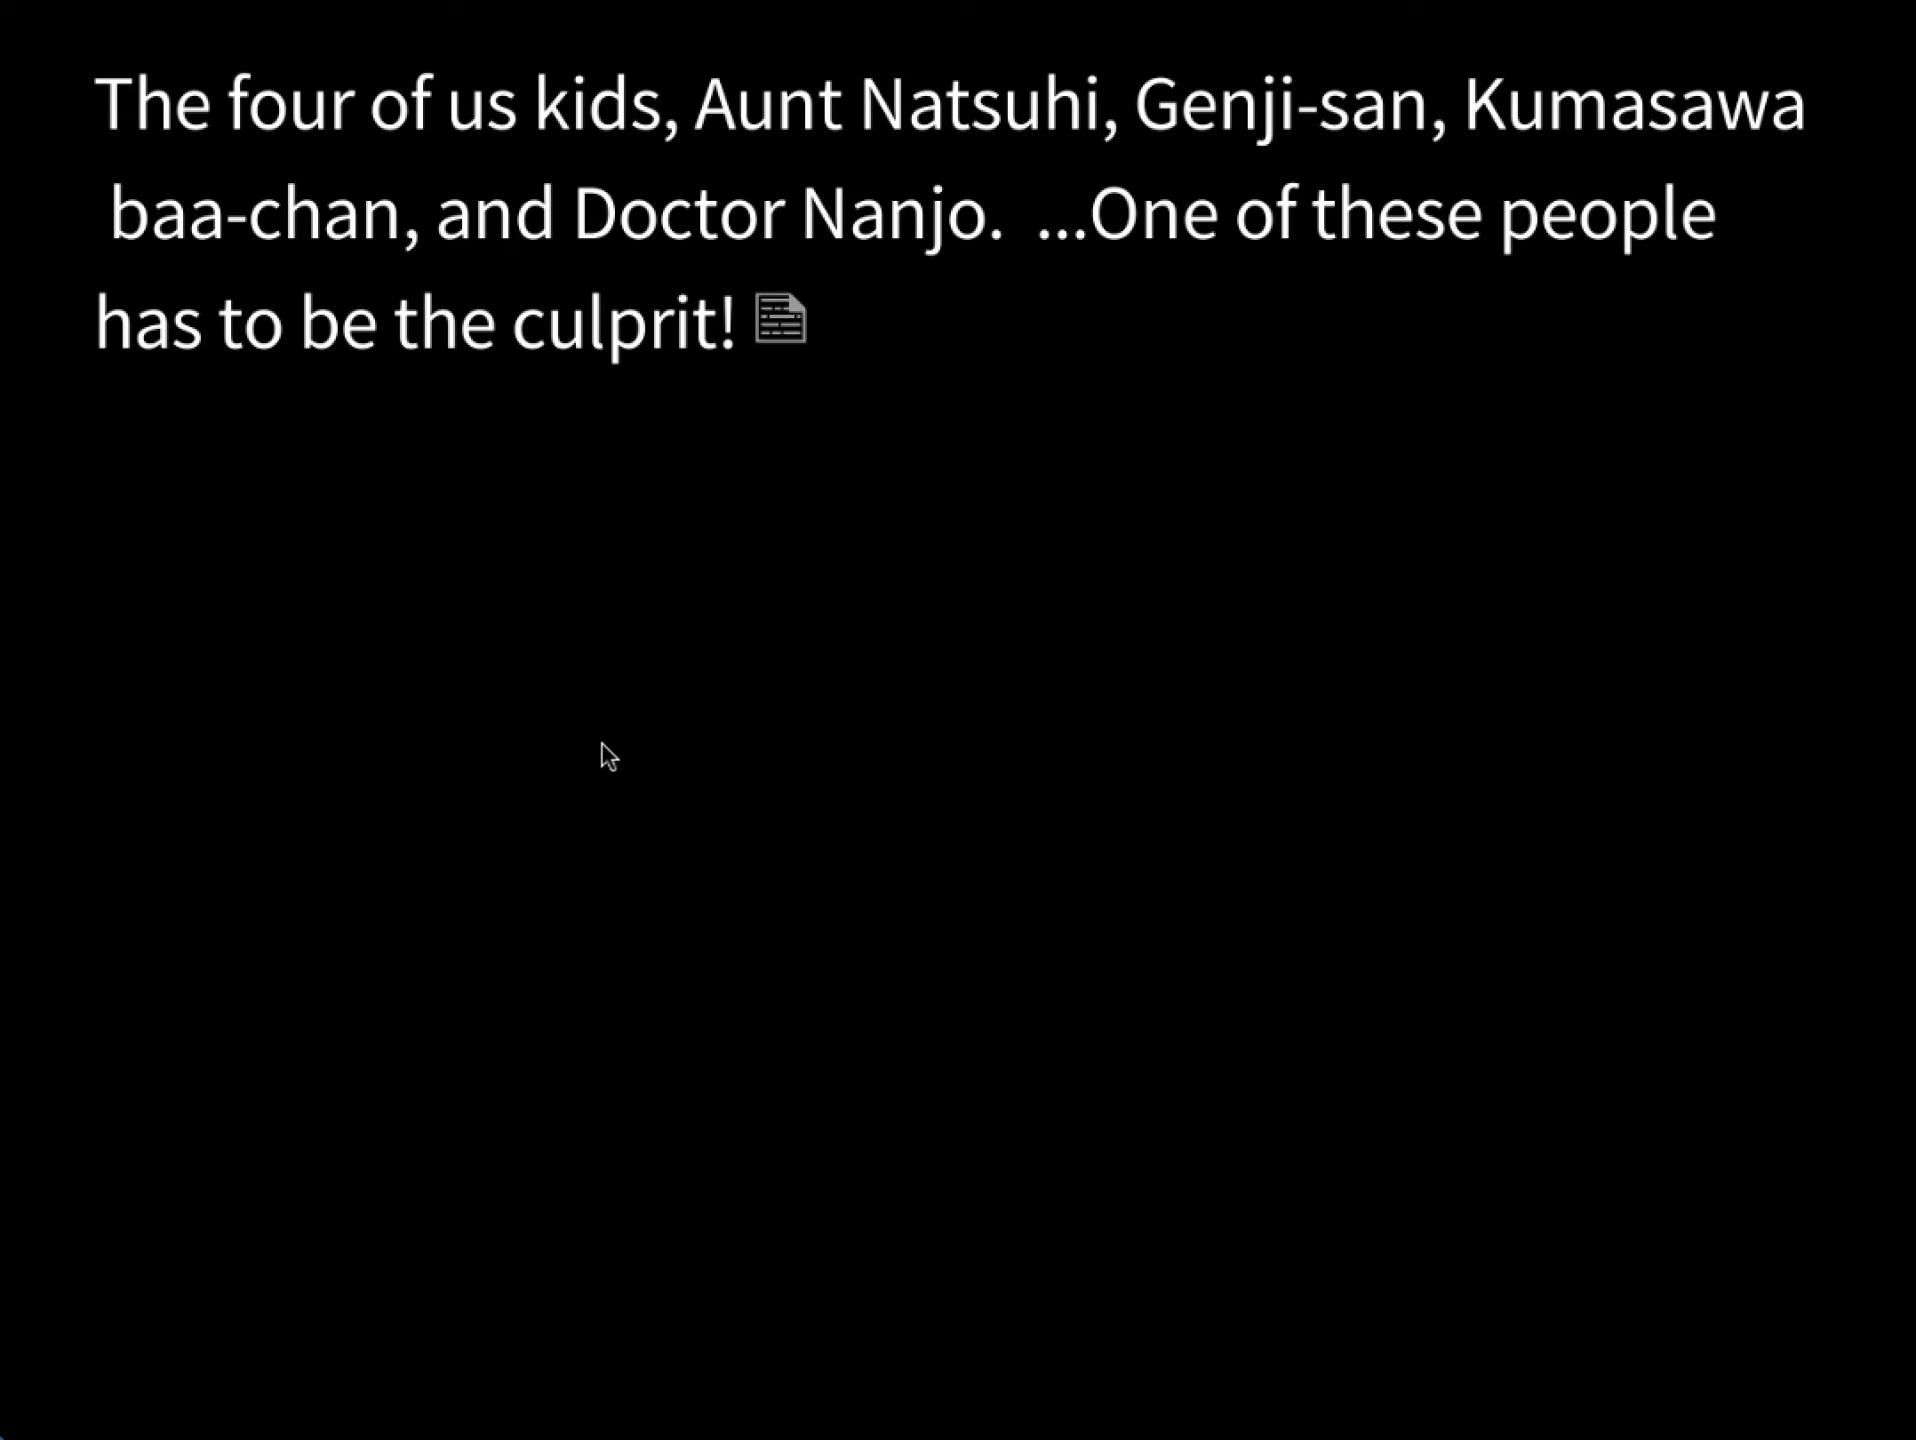 The four of us kids, Aunt Natsuhi, Genji-san, Kumasawa
baa-chan, and Doctor Nanjo.  ...One of these people
has to be the culprit!